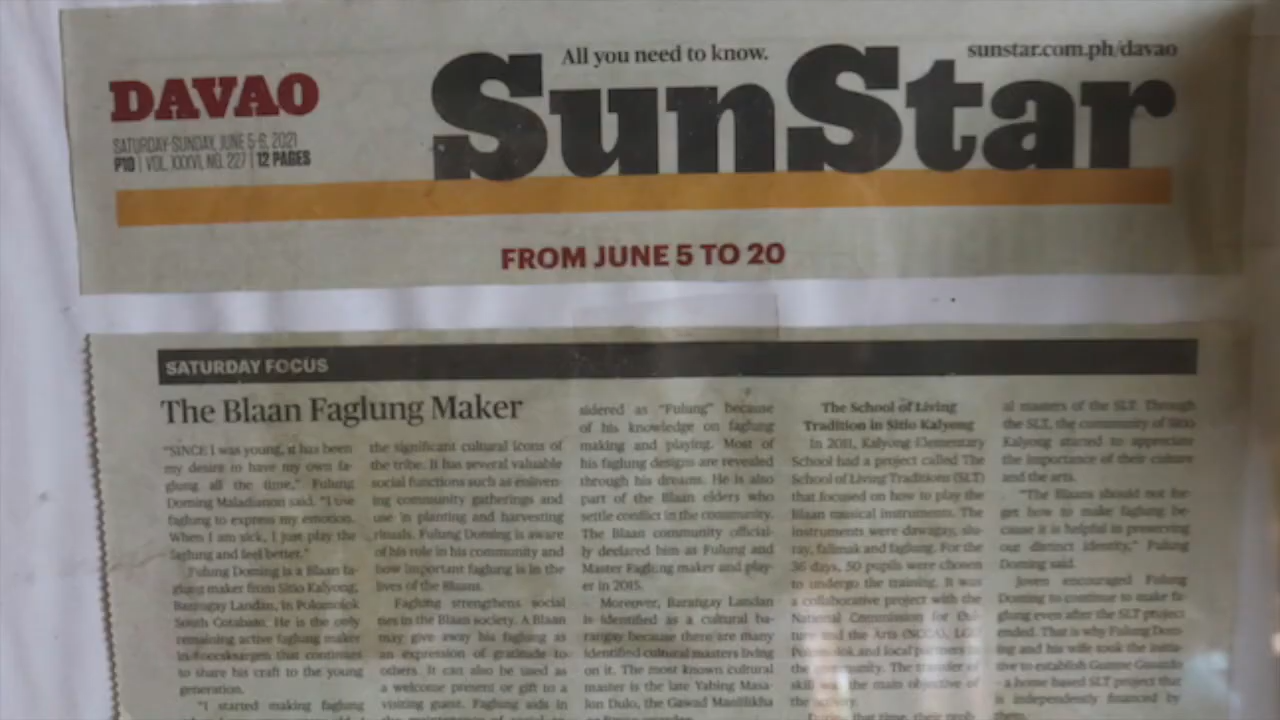 All you need to know.
sunstar.com.ph/davao
DAVAO
SunStar
SATURDAY-SUNDAY, JUNE 5-6, 2021
P10 | VOL. XXXVI, NO. 227 | 12 PAGES
FROM JUNE 5 TO 20
SATURDAY FOCUS
The Blaan Faglung Maker
"SINCE I was young, it has been
my desire to have my own fa-
glung all the time," Fulung
Doming said. "I use
faglung to express my emotion.
When I am sick, I just play the
faglung and feel better."
Fulung Doming is a Blaan fa-
glung maker from Sitio Kalyong,
Barangay Landan, in Polomolok
South Cotabato. He is the only
remaining active faglung maker
in Soccsksargen that continues
to share his craft to the young
generation.
"I started making faglung
the significant cultural icons of
the tribe. It has several valuable
social functions such as enliven-
ing community gatherings and
use in planting and harvesting
rituals. Fulung Doming is aware
of his role in his community and
how important faglung is in the
lives of the Blaans.
Faglung strengthens social
ties in the Blaan society. A Blaan
may give away his faglung as
an expression of gratitude to
others. It can also be used as
a welcome present or gift to a
visiting guest. Faglung aids in
sidered as "Fulung" because
of his knowledge on faglung
making and playing. Most of
his faglung designs are revealed
through his dreams. He is also
part of the Blaan elders who
settle conflict in the community.
The Blaan community official-
ly declared him as Fulung and
Master Faglung maker and play-
er in 2015.
Moreover, Barangay Landan
is identified as a cultural ba-
rangay because there are many
identified cultural masters living
on it. The most known cultural
master is the late Yabing Masa-
lon Dulo, the Gawad Manlilikha
The School of Living
Tradition in Sitio Kalyong
In 2011, Kalyong Elementary
School had a project called The
School of Living Traditions (SLT)
that focused on how to play the
Blaan musical instruments. The
instruments were dawagay, slu-
ray, falimak and faglung. For the
36 days, 50 pupils were chosen
to undergo the training. It was
a collaborative project with the
National Commission for Cul-
ture and the Arts (NCCA), LGU
Polomolok and local partners in
the community. The transfer of
skill was the main objective of
the
During that time, their
al masters of the SLT. Through
the SLT, the community of Sitio
Kalyong started to appreciate
the importance of their culture
and the arts.
"The Blaans should not for-
get how to make faglung be-
cause it is helpful in preserving
our distinct identity," Fulung
Doming said.
Joven encouraged Fulung
Doming to continue to make fa-
glung even after the SLT project
ended. That is why Fulung Dom-
ing and his wife took the initia-
tive to establish
a home based SLT project that
is independently financed by
them.